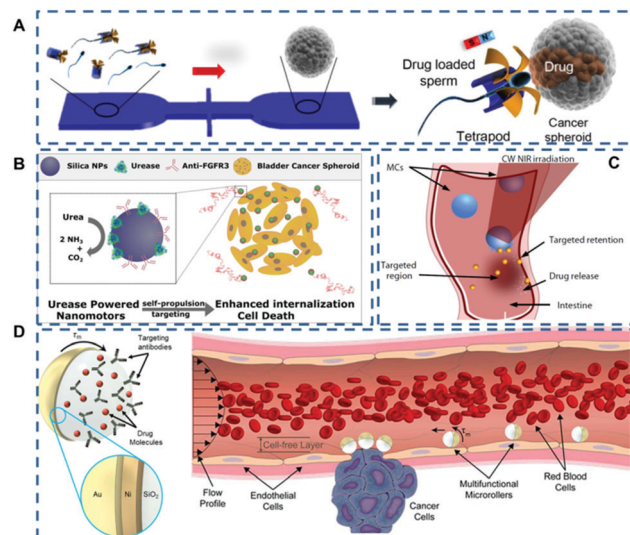 A
S N
Drug loaded
sperm
Drug
Tetrapod
Cancer
spheroid
B
Silica NPs
Urease
Anti-FGFR3
Bladder Cancer Spheroid
Urea
2 NH3
+
CO2
Urease Powered
Nanomotors
self-propulsion
targeting
Enhanced internalization
Cell Death
C
CW NIR irradiation
MCs
Targeted
retention
Targeted
region
Drug release
Intestine
D
τm
Targeting
antibodies
Drug
Molecules
Au
Ni
SiO2
Cell-free Layer
τm
Flow
Profile
Endothelial
Cells
Cancer
Cells
Multifunctional
Microrollers
Red Blood
Cells